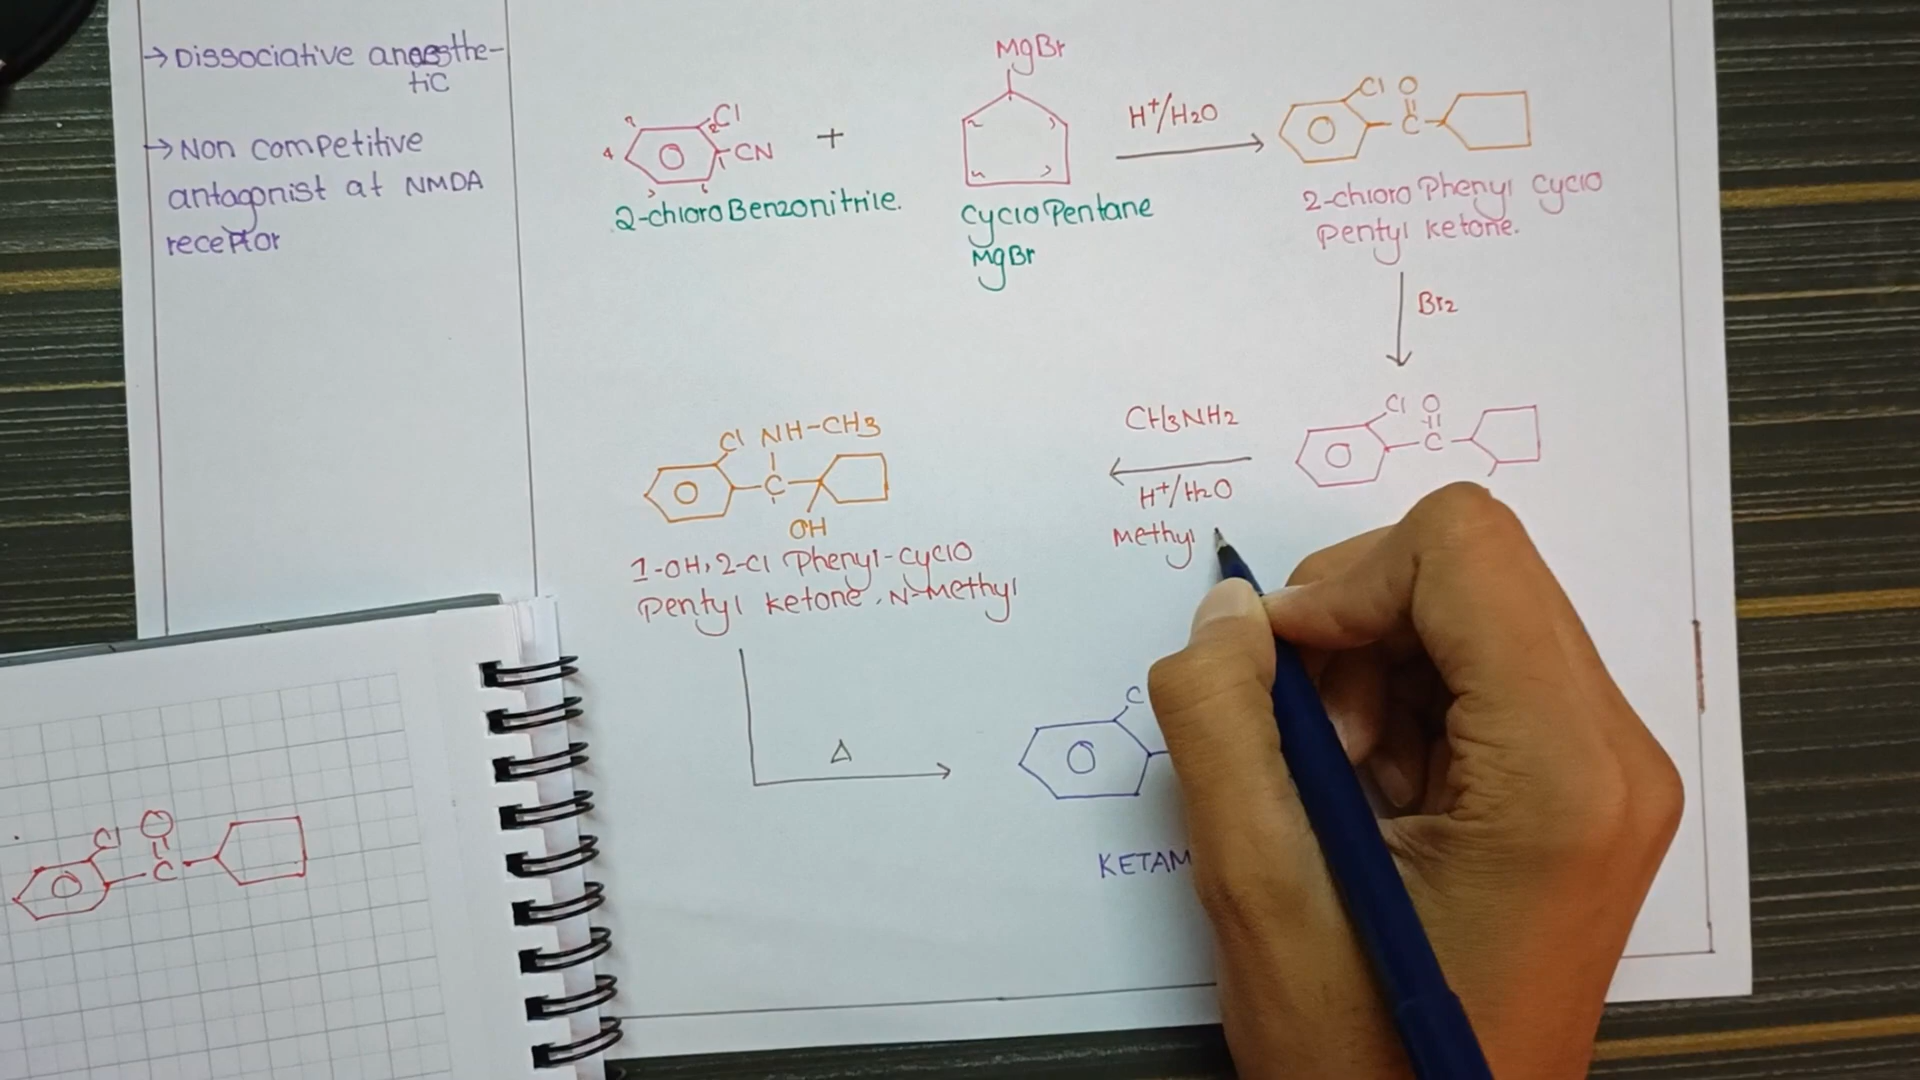 → Dissociative anaesthe-
tic
→ Non competitive
antagonist at NMDA
receptor
MgBr
Cl
CN
+
2-chloro Benzonitrile.
cyclo Pentane
MgBr
H+/H2O
Cl O
C
2-chloro Phenyl cyclo
pentyl ketone.
Br2
Cl O
C
CH3NH2
H+/H2O
Methyl
Cl NH-CH3
C
OH
1-OH, 2-Cl Phenyl-cyclo
pentyl ketone, N-methyl
Δ
C
KETAM
Cl O
C